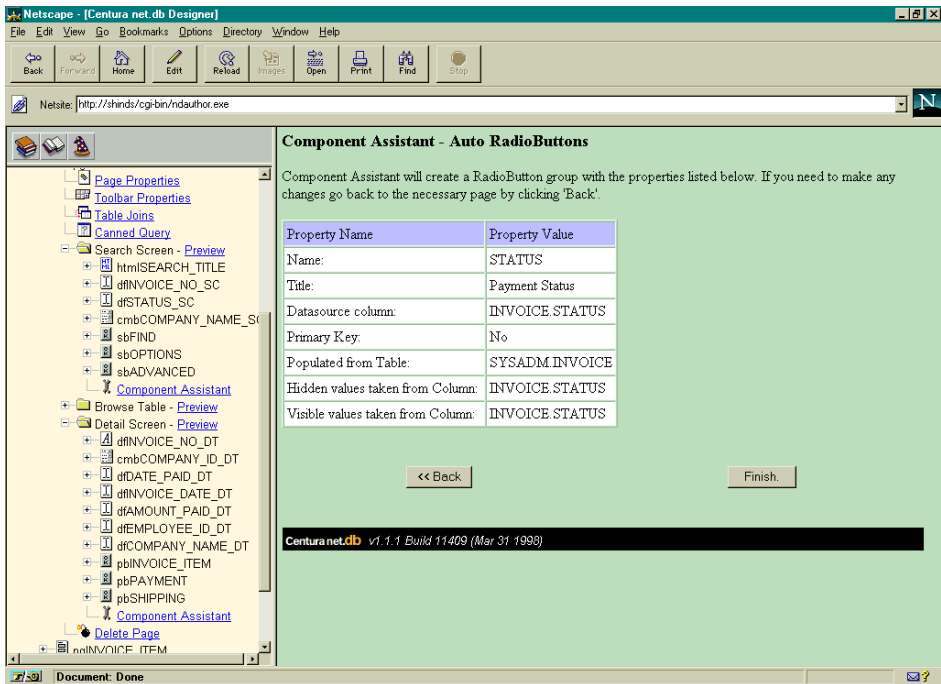 Netscape - [Centura net.db Designer]
File Edit View Go Bookmarks Options Directory Window Help
Back Forward Home Edit Reload Images Open Print Find Stop
Netsite: http://shinds/cgi-bin/ndauthor.exe
N
Page Properties
Toolbar Properties
Table Joins
Canned Query
Search Screen - Preview
htmlSEARCH_TITLE
dfINVOICE_NO_SC
dfSTATUS_SC
cmbCOMPANY_NAME_SC
sbFIND
sbOPTIONS
sbADVANCED
Component Assistant
Browse Table - Preview
Detail Screen - Preview
dfINVOICE_NO_DT
cmbCOMPANY_ID_DT
dfDATE_PAID_DT
dfINVOICE_DATE_DT
dfAMOUNT_PAID_DT
dfEMPLOYEE_ID_DT
dfCOMPANY_NAME_DT
pbINVOICE_ITEM
pbPAYMENT
pbSHIPPING
Component Assistant
Delete Page
ngINVOICE_ITEM
Component Assistant - Auto RadioButtons
Component Assistant will create a RadioButton group with the properties listed below. If you need to make any
changes go back to the necessary page by clicking 'Back'.
Property Name Property Value
Name: STATUS
Title: Payment Status
Datasource column: INVOICE.STATUS
Primary Key: No
Populated from Table: SYSADM.INVOICE
Hidden values taken from Column: INVOICE.STATUS
Visible values taken from Column: INVOICE.STATUS
<< Back Finish.
Centura net.db v1.1.1 Build 11409 (Mar 31 1998)
Document: Done